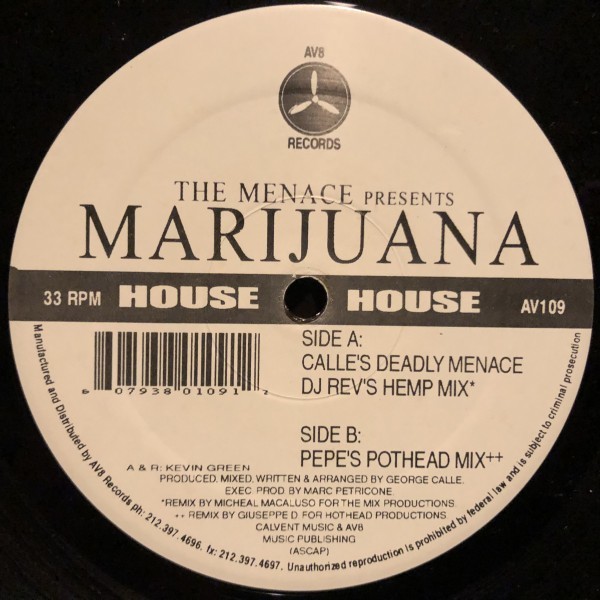 AV8
RECORDS
THE MENACE PRESENTS
MARIJUANA
33 RPM HOUSE HOUSE AV109
SIDE A:
CALLE'S DEADLY MENACE
DJ REV'S HEMP MIX*
6 07938 01091 2
SIDE B:
PEPE'S POTHEAD MIX++
A & R: KEVIN GREEN
PRODUCED, MIXED, WRITTEN & ARRANGED BY GEORGE CALLE.
EXEC. PROD. BY MARC PETRICONE.
*REMIX BY MICHEAL MACALUSO FOR THE MIX PRODUCTIONS.
++ REMIX BY GIUSEPPE D. FOR HOTHEAD PRODUCTIONS.
CALVENT MUSIC & AV8
MUSIC PUBLISHING
(ASCAP)
Manufactured and Distributed by AV8 Records ph: 212.397.4696. fx: 212.397.4697. Unauthorized reproduction is prohibited by federal law and is subject to criminal prosecution